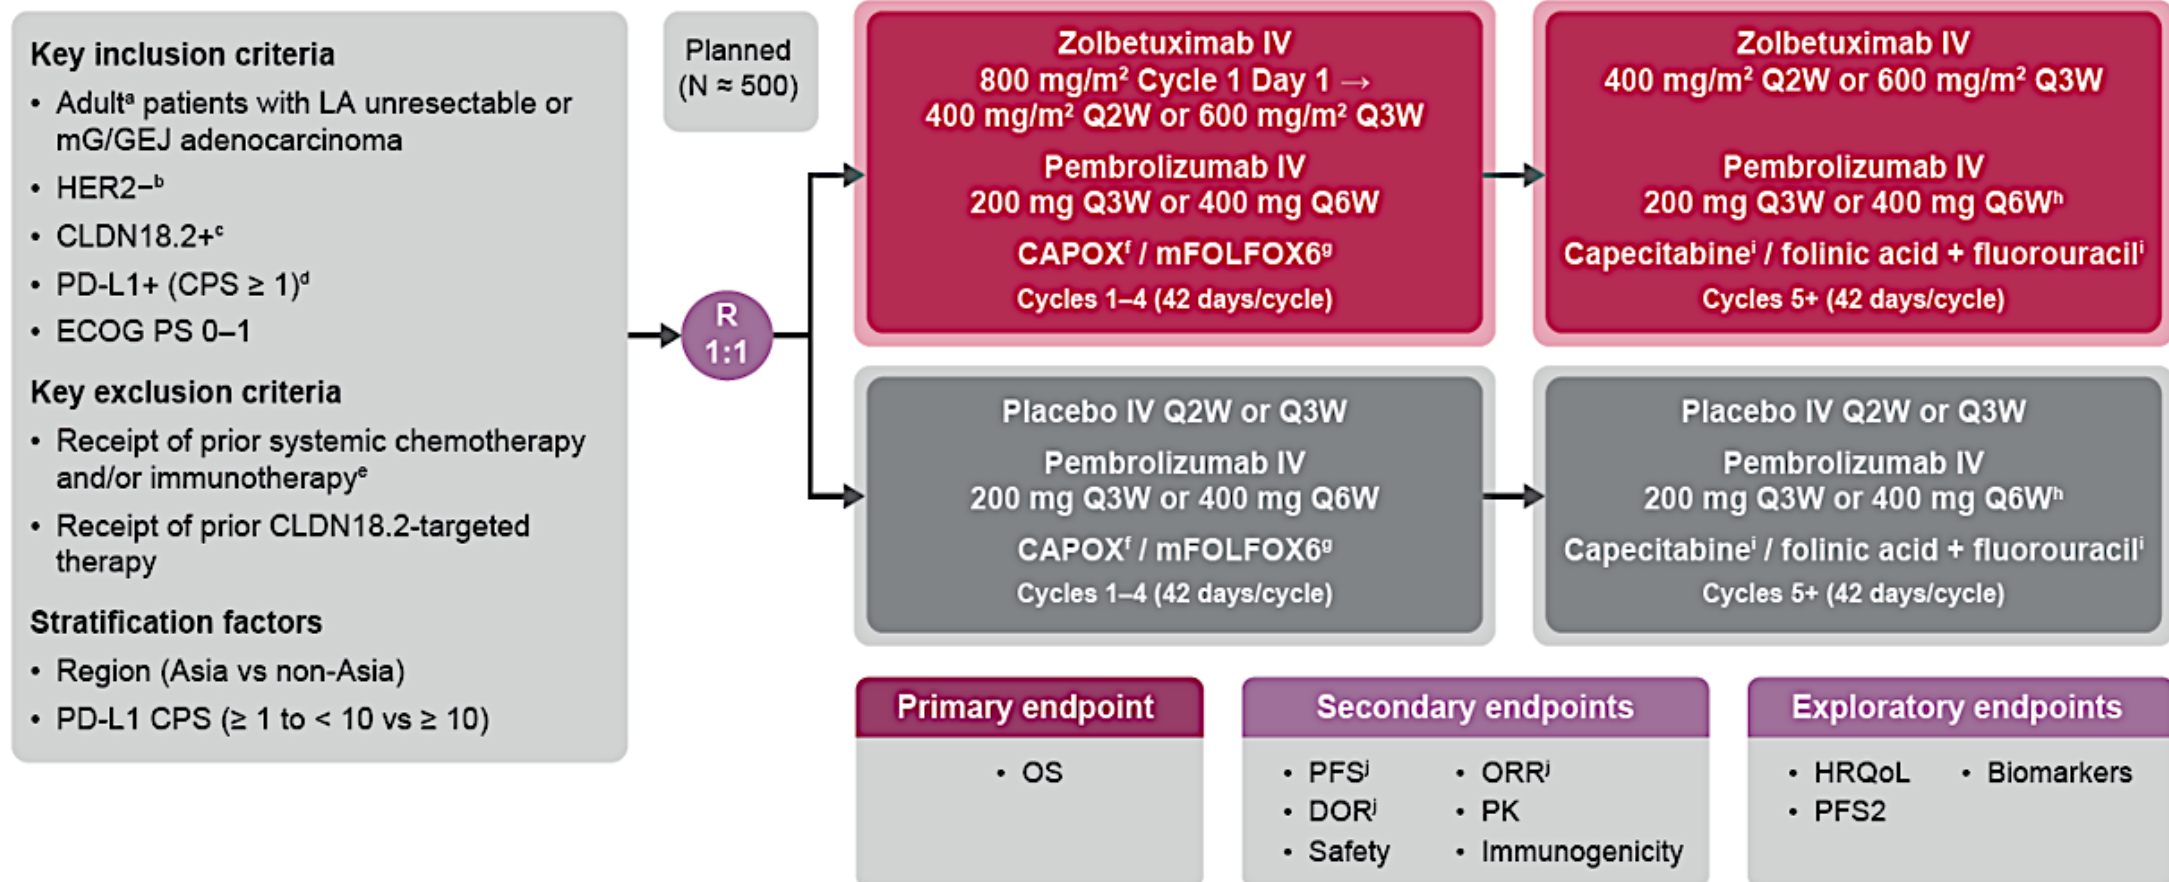 Key inclusion criteria
• Adultᵃ patients with LA unresectable or
mG/GEJ adenocarcinoma
• HER2−ᵇ
• CLDN18.2+ᶜ
• PD-L1+ (CPS ≥ 1)ᵈ
• ECOG PS 0–1
Key exclusion criteria
• Receipt of prior systemic chemotherapy
and/or immunotherapyᵉ
• Receipt of prior CLDN18.2-targeted
therapy
Stratification factors
• Region (Asia vs non-Asia)
• PD-L1 CPS (≥ 1 to < 10 vs ≥ 10)
Planned
(N ≈ 500)
R
1:1
Zolbetuximab IV
800 mg/m² Cycle 1 Day 1 →
400 mg/m² Q2W or 600 mg/m² Q3W
Pembrolizumab IV
200 mg Q3W or 400 mg Q6W
CAPOXᶠ / mFOLFOX6ᵍ
Cycles 1–4 (42 days/cycle)
Zolbetuximab IV
400 mg/m² Q2W or 600 mg/m² Q3W
Pembrolizumab IV
200 mg Q3W or 400 mg Q6Wʰ
Capecitabineⁱ / folinic acid + fluorouracilⁱ
Cycles 5+ (42 days/cycle)
Placebo IV Q2W or Q3W
Pembrolizumab IV
200 mg Q3W or 400 mg Q6W
CAPOXᶠ / mFOLFOX6ᵍ
Cycles 1–4 (42 days/cycle)
Placebo IV Q2W or Q3W
Pembrolizumab IV
200 mg Q3W or 400 mg Q6Wʰ
Capecitabineⁱ / folinic acid + fluorouracilⁱ
Cycles 5+ (42 days/cycle)
Primary endpoint
• OS
Secondary endpoints
• PFSʲ • ORRʲ
• DORʲ • PK
• Safety • Immunogenicity
Exploratory endpoints
• HRQoL • Biomarkers
• PFS2